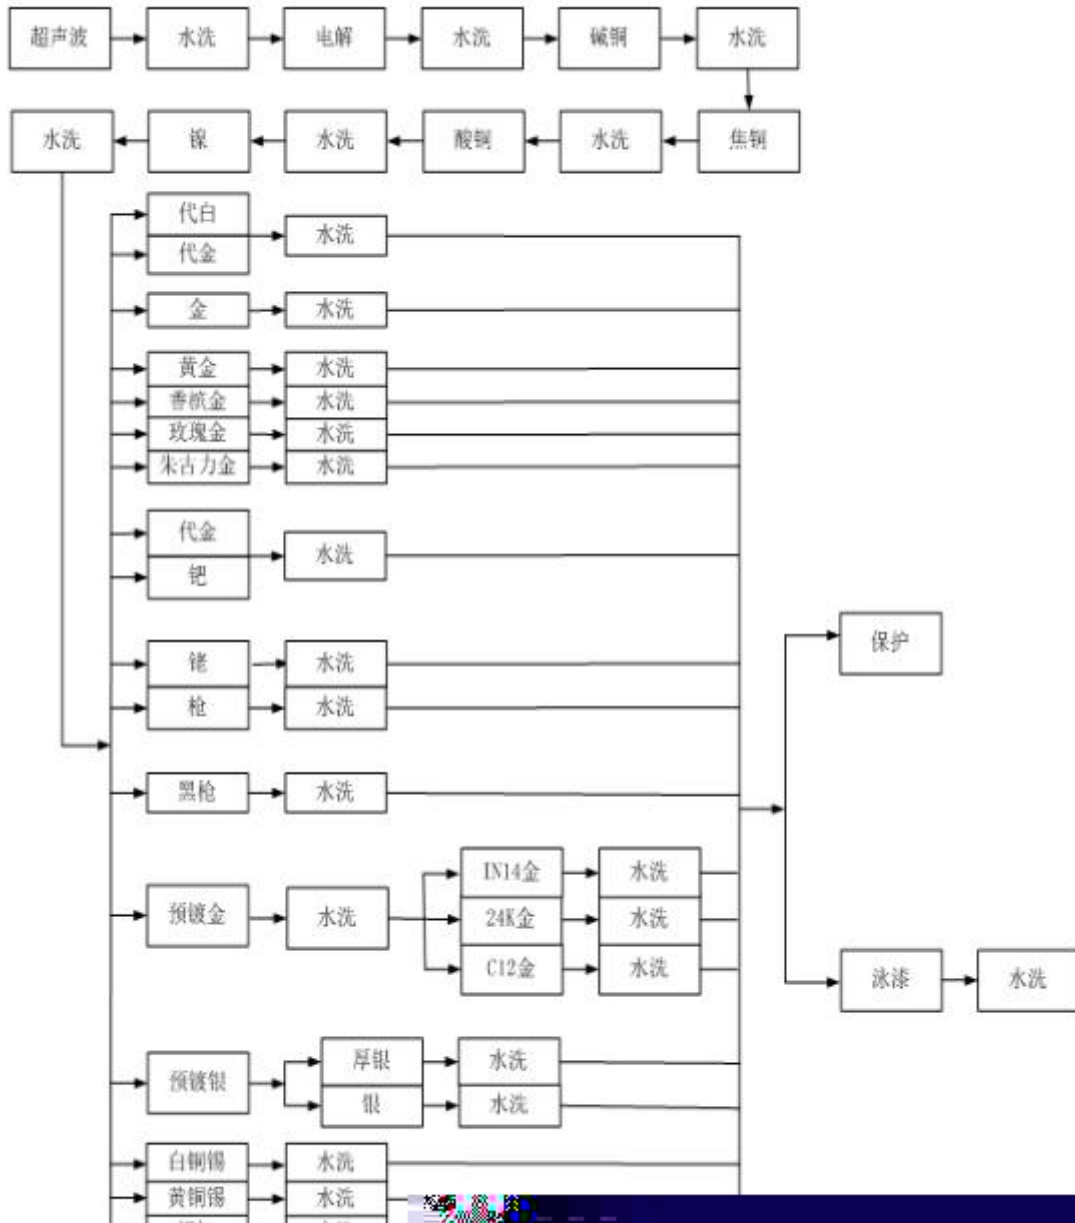 超声波 水洗 电解 水洗 碱铜 水洗
水洗 镍 水洗 酸铜 水洗 焦铜
代白
水洗
代金
金 水洗
黄金 水洗
香槟金 水洗
玫瑰金 水洗
朱古力金 水洗
代金
水洗
钯
保护
铑 水洗
枪 水洗
黑枪 水洗
IN14金 水洗
预镀金 水洗 24K金 水洗
C12金 水洗
泳漆 水洗
厚银 水洗
预镀银
银 水洗
白铜锡 水洗
黄铜锡 水洗